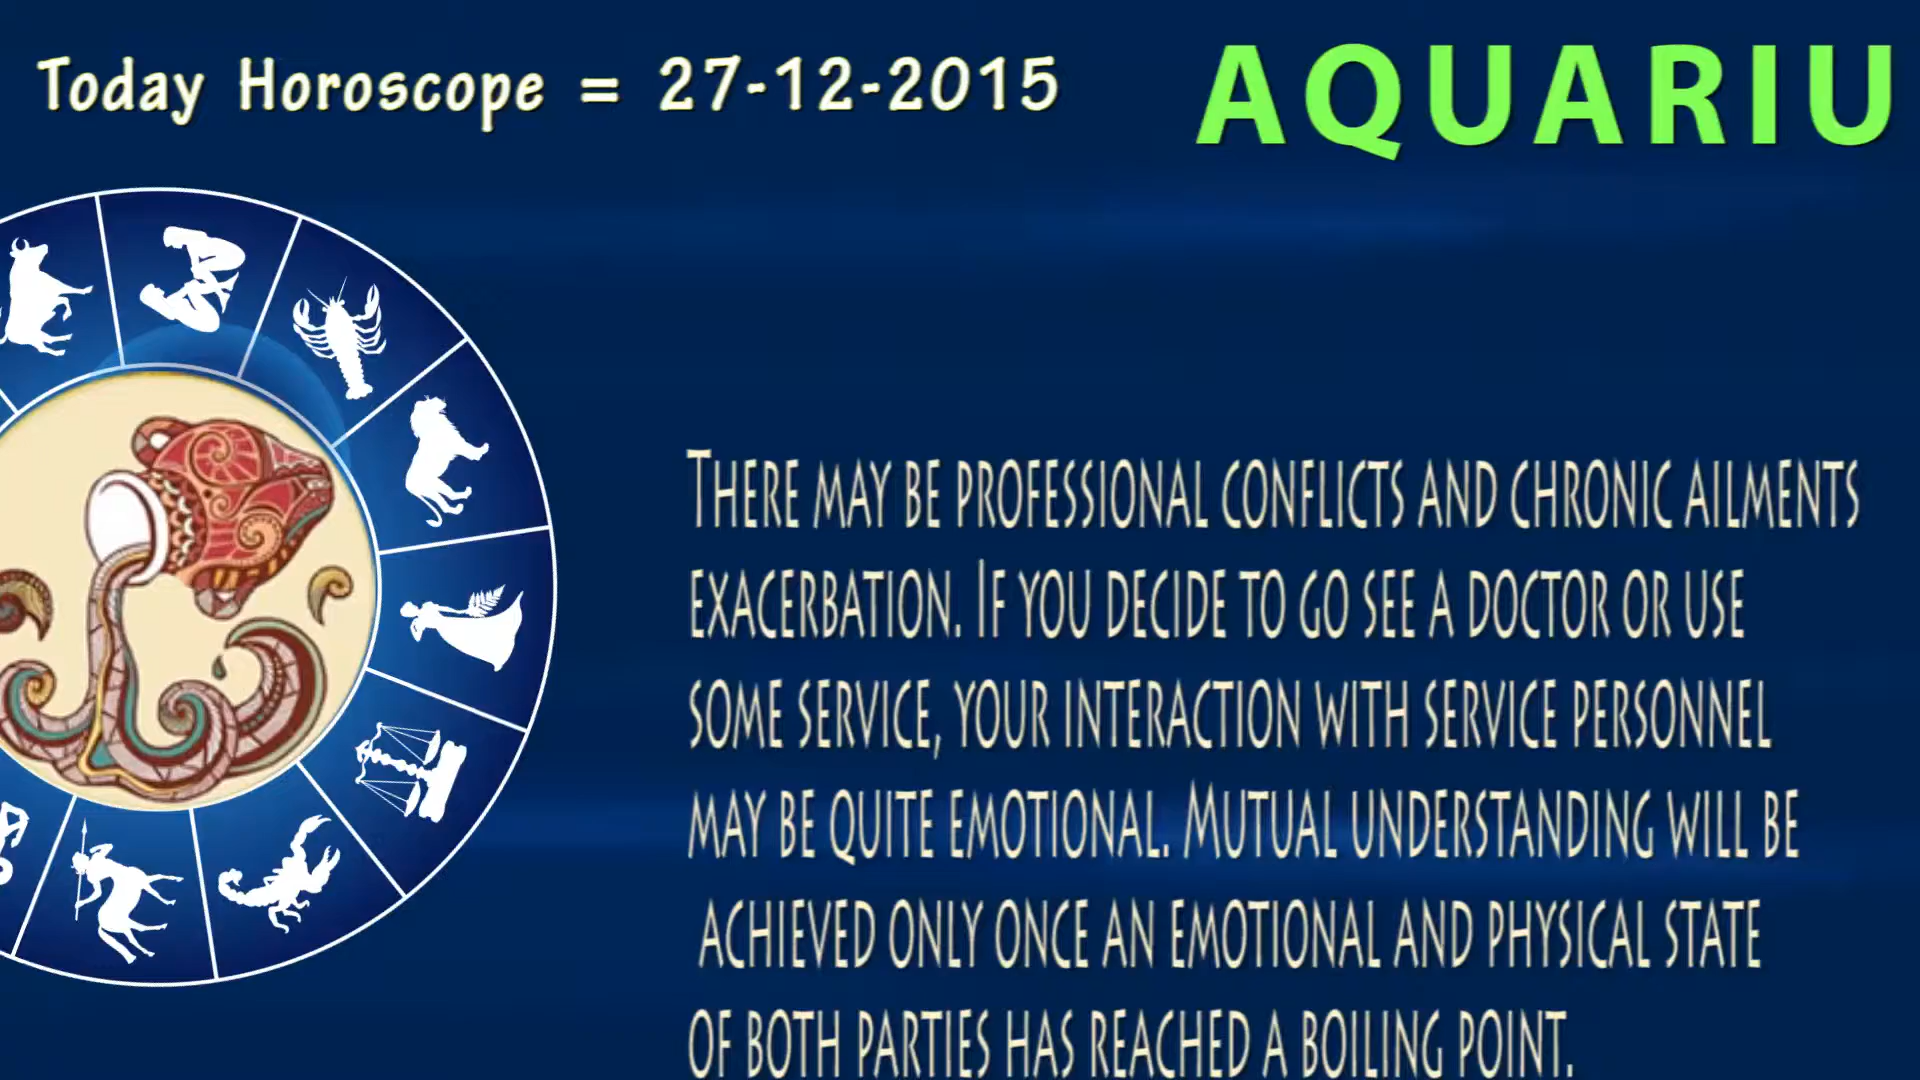 Today Horoscope = 27-12-2015
AQUARIU
THERE MAY BE PROFESSIONAL CONFLICTS AND CHRONIC AILMENTS
EXACERBATION. IF YOU DECIDE TO GO SEE A DOCTOR OR USE
SOME SERVICE, YOUR INTERACTION WITH SERVICE PERSONNEL
MAY BE QUITE EMOTIONAL. MUTUAL UNDERSTANDING WILL BE
ACHIEVED ONLY ONCE AN EMOTIONAL AND PHYSICAL STATE
OF BOTH PARTIES HAS REACHED A BOILING POINT.